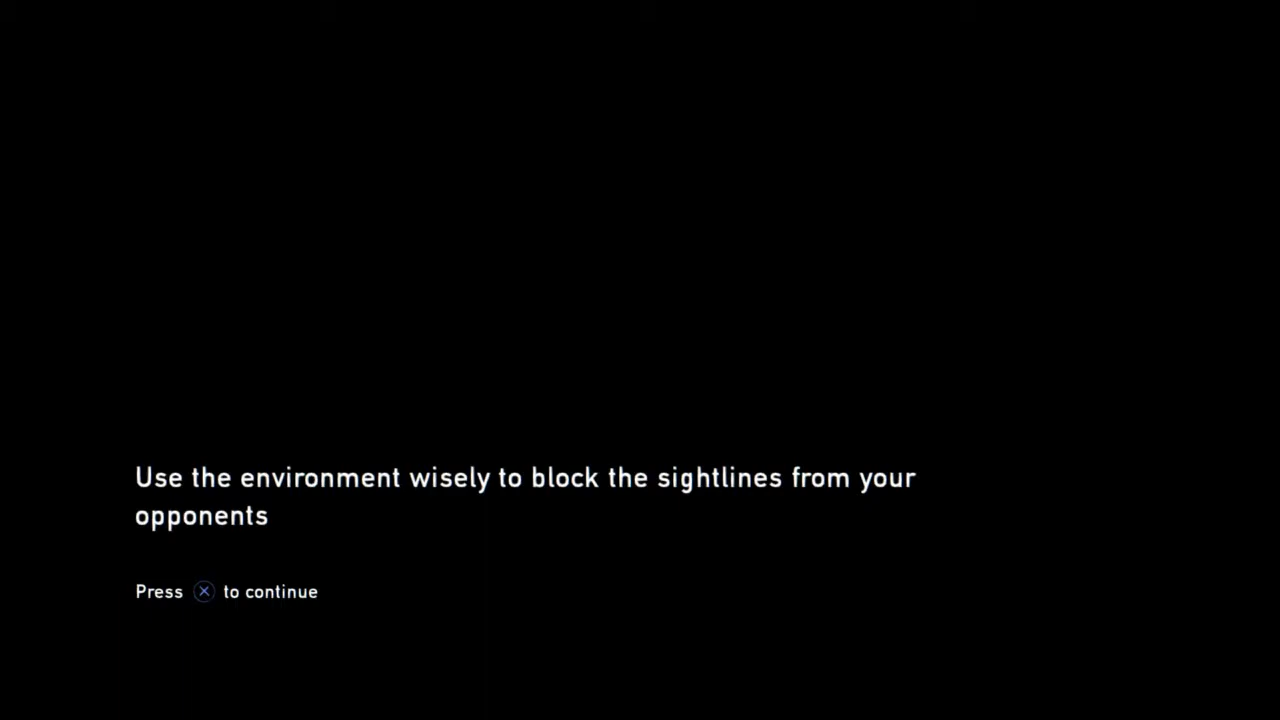 Use the environment wisely to block the sightlines from your
opponents
Press ⓧ to continue